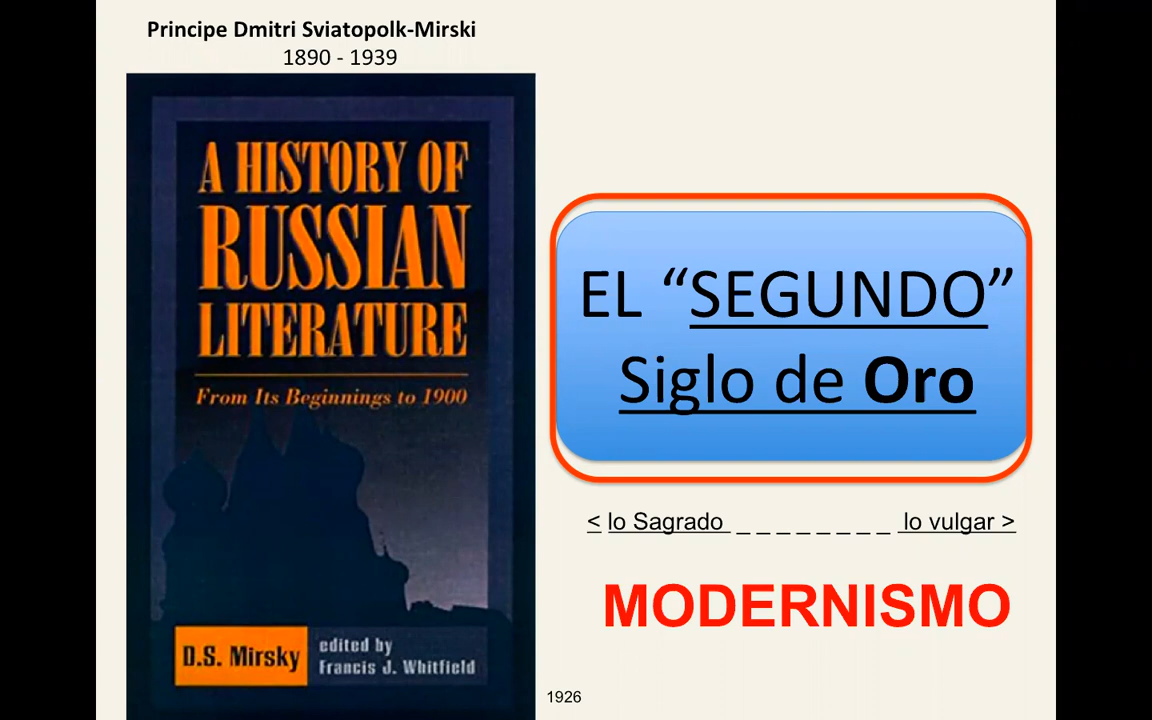 Principe Dmitri Sviatopolk-Mirski
1890 - 1939
A HISTORY OF
RUSSIAN
LITERATURE
From Its Beginnings to 1900
D.S. Mirsky
edited by
Francis J. Whitfield
EL “SEGUNDO”
Siglo de Oro
< lo Sagrado _ _ _ _ _ _ _ _ lo vulgar >
MODERNISMO
1926